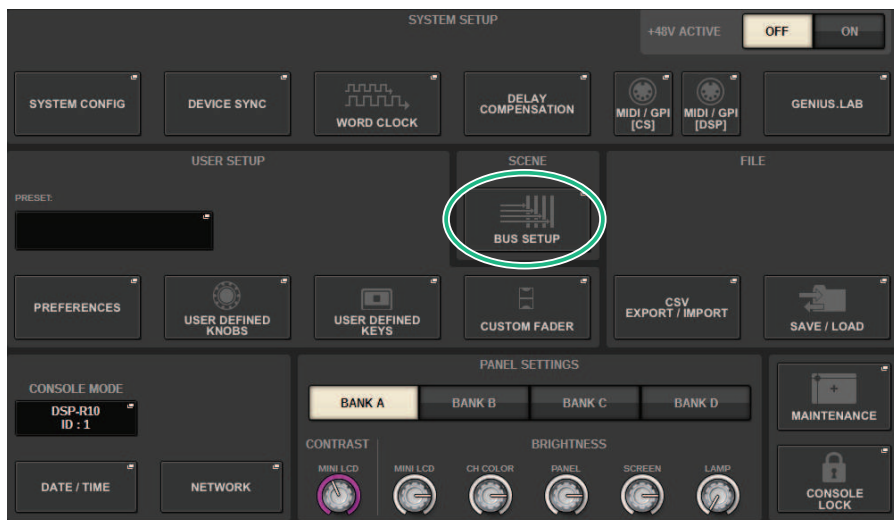 SYSTEM SETUP
+48V ACTIVE
OFF
ON
SYSTEM CONFIG
DEVICE SYNC
WORD CLOCK
DELAY
COMPENSATION
MIDI / GPI
[CS]
MIDI / GPI
[DSP]
GENIUS.LAB
USER SETUP
SCENE
FILE
PRESET:
BUS SETUP
PREFERENCES
USER DEFINED
KNOBS
USER DEFINED
KEYS
CUSTOM FADER
CSV
EXPORT / IMPORT
SAVE / LOAD
PANEL SETTINGS
CONSOLE MODE
DSP-R10
ID : 1
BANK A
BANK B
BANK C
BANK D
MAINTENANCE
CONTRAST
BRIGHTNESS
MINI LCD
MINI LCD
CH COLOR
PANEL
SCREEN
LAMP
DATE / TIME
NETWORK
CONSOLE
LOCK